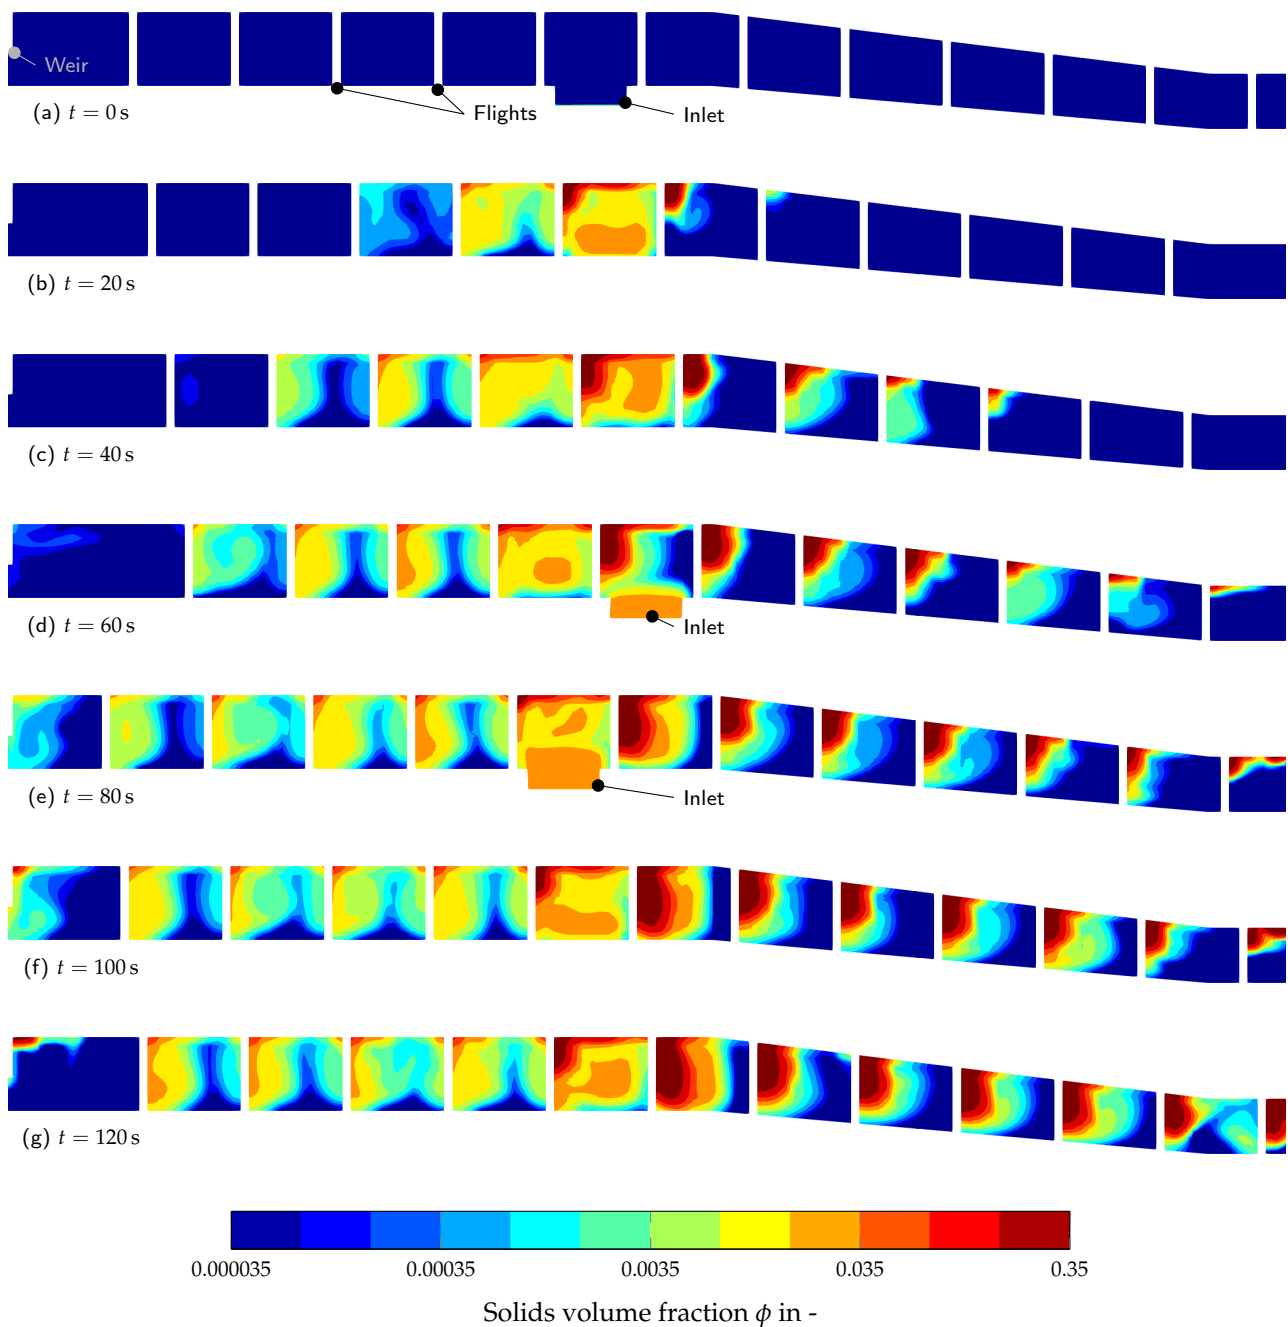 Weir
(a) t = 0 s
Flights
Inlet
(b) t = 20 s
(c) t = 40 s
(d) t = 60 s
Inlet
(e) t = 80 s
Inlet
(f) t = 100 s
(g) t = 120 s
0.000035 0.00035 0.0035 0.035 0.35
Solids volume fraction ϕ in -